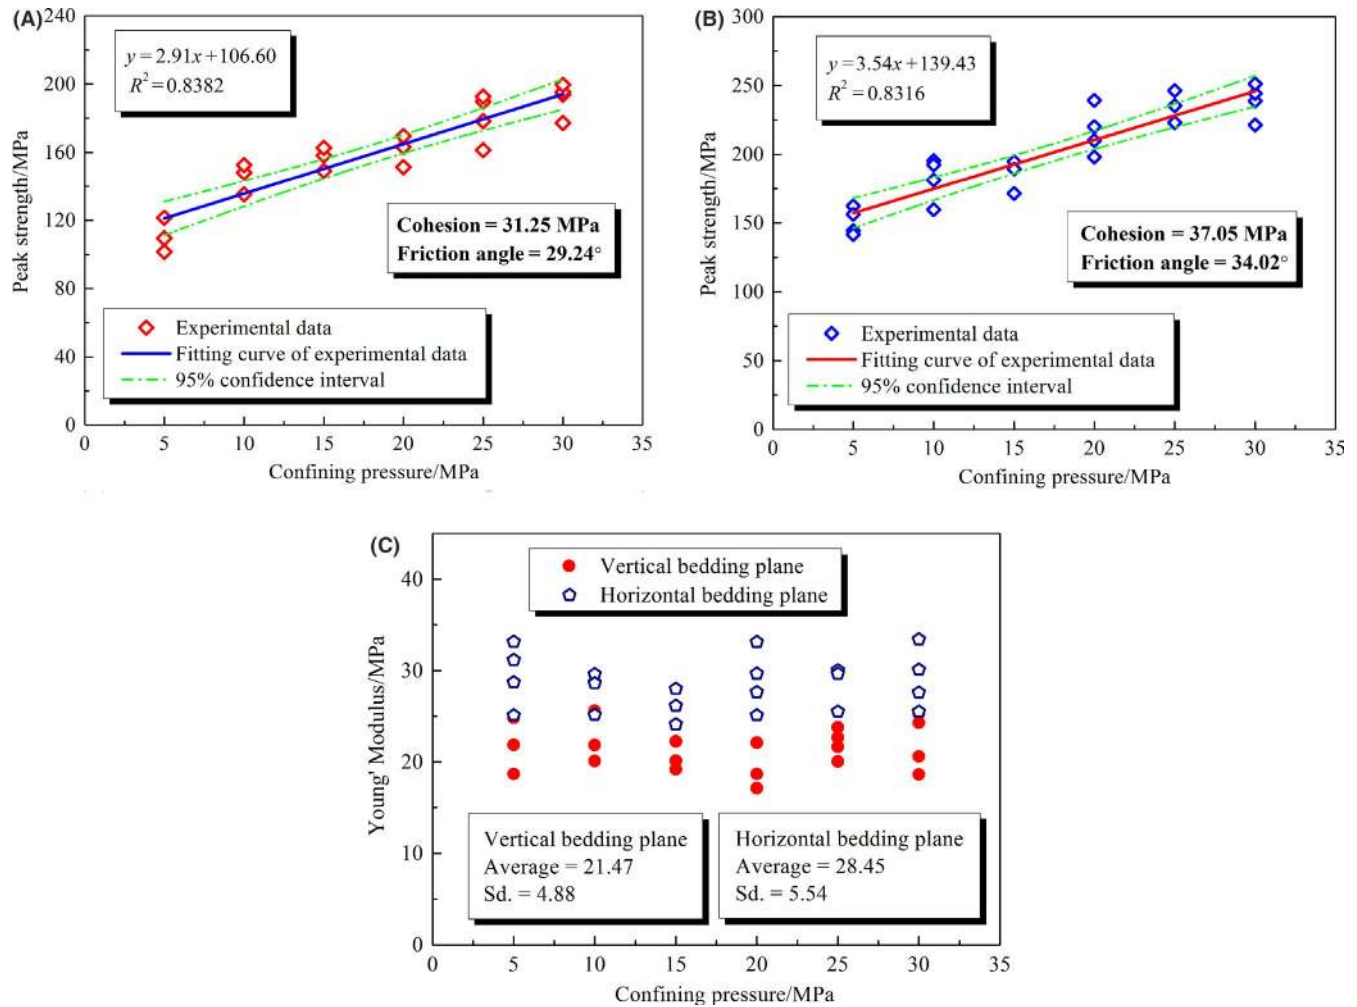 (A)
240
200
160
120
80
40
0
Peak strength/MPa
y = 2.91x + 106.60
R² = 0.8382
Cohesion = 31.25 MPa
Friction angle = 29.24°
Experimental data
Fitting curve of experimental data
95% confidence interval
0 5 10 15 20 25 30 35
Confining pressure/MPa
(B)
300
250
200
150
100
50
0
Peak strength/MPa
y = 3.54x + 139.43
R² = 0.8316
Cohesion = 37.05 MPa
Friction angle = 34.02°
Experimental data
Fitting curve of experimental data
95% confidence interval
0 5 10 15 20 25 30 35
Confining pressure/MPa
(C)
40
30
20
10
0
Young' Modulus/MPa
Vertical bedding plane
Horizontal bedding plane
Vertical bedding plane
Average = 21.47
Sd. = 4.88
Horizontal bedding plane
Average = 28.45
Sd. = 5.54
0 5 10 15 20 25 30 35
Confining pressure/MPa